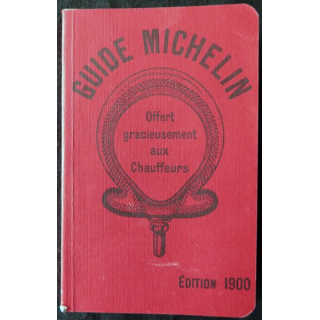 GUIDE MICHELIN
Offert
gracieusement
aux
Chauffeurs
ÉDITION 1900